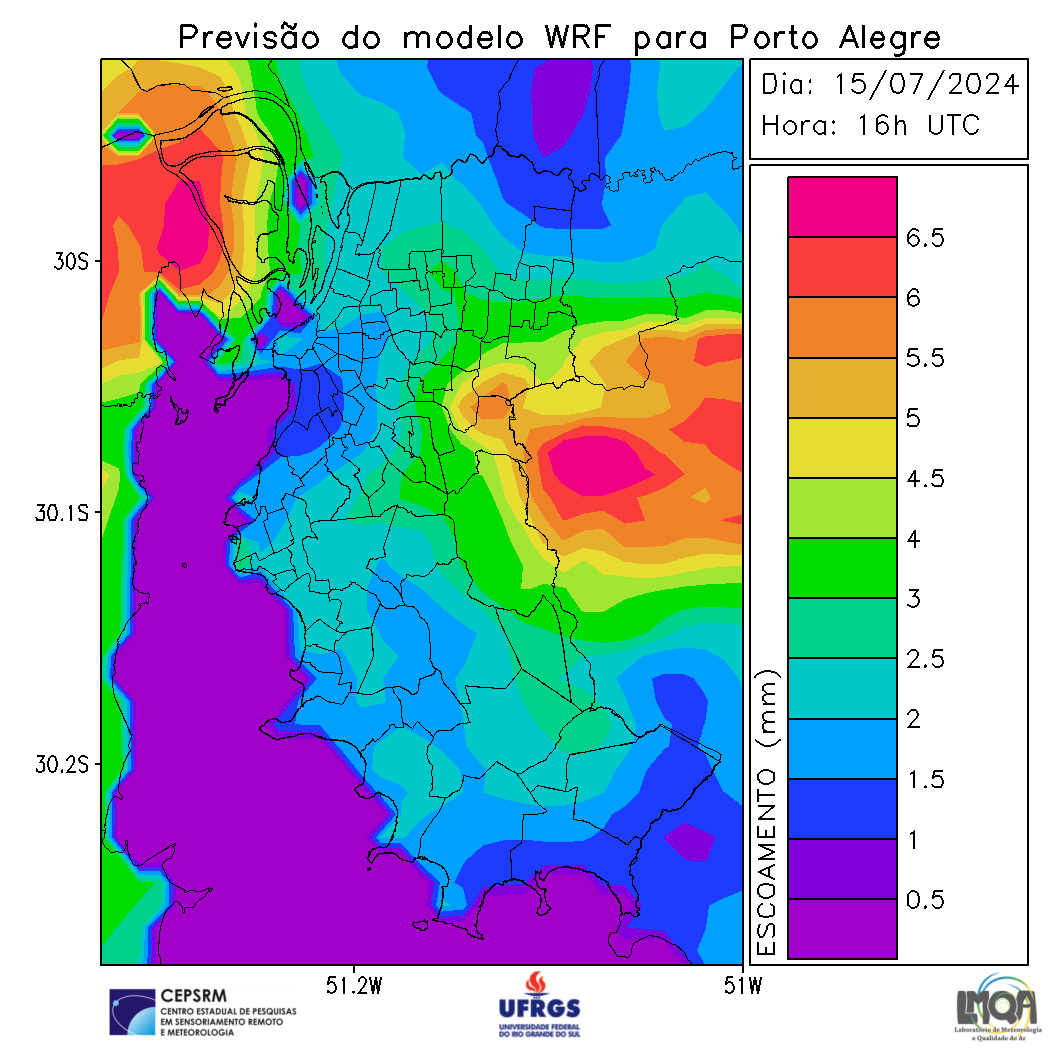 Previsão do modelo WRF para Porto Alegre
Dia: 15/07/2024
Hora: 16h UTC
6.5
6
5.5
5
4.5
4
3
2.5
2
1.5
1
0.5
ESCOAMENTO (mm)
30S
30.1S
30.2S
51.2W
51W
CEPSRM
CENTRO ESTADUAL DE PESQUISAS
EM SENSORIAMENTO REMOTO
E METEOROLOGIA
UFRGS
UNIVERSIDADE FEDERAL
DO RIO GRANDE DO SUL
LMQA
Laboratório de Meteorologia
e Qualidade do Ar